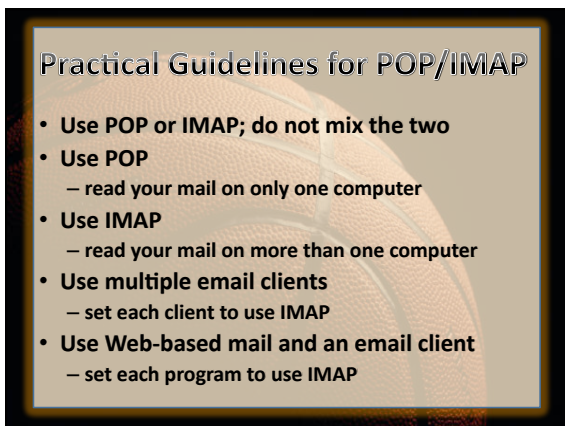 Practical Guidelines for POP/IMAP
• Use POP or IMAP; do not mix the two
• Use POP
– read your mail on only one computer
• Use IMAP
– read your mail on more than one computer
• Use multiple email clients
– set each client to use IMAP
• Use Web-based mail and an email client
– set each program to use IMAP